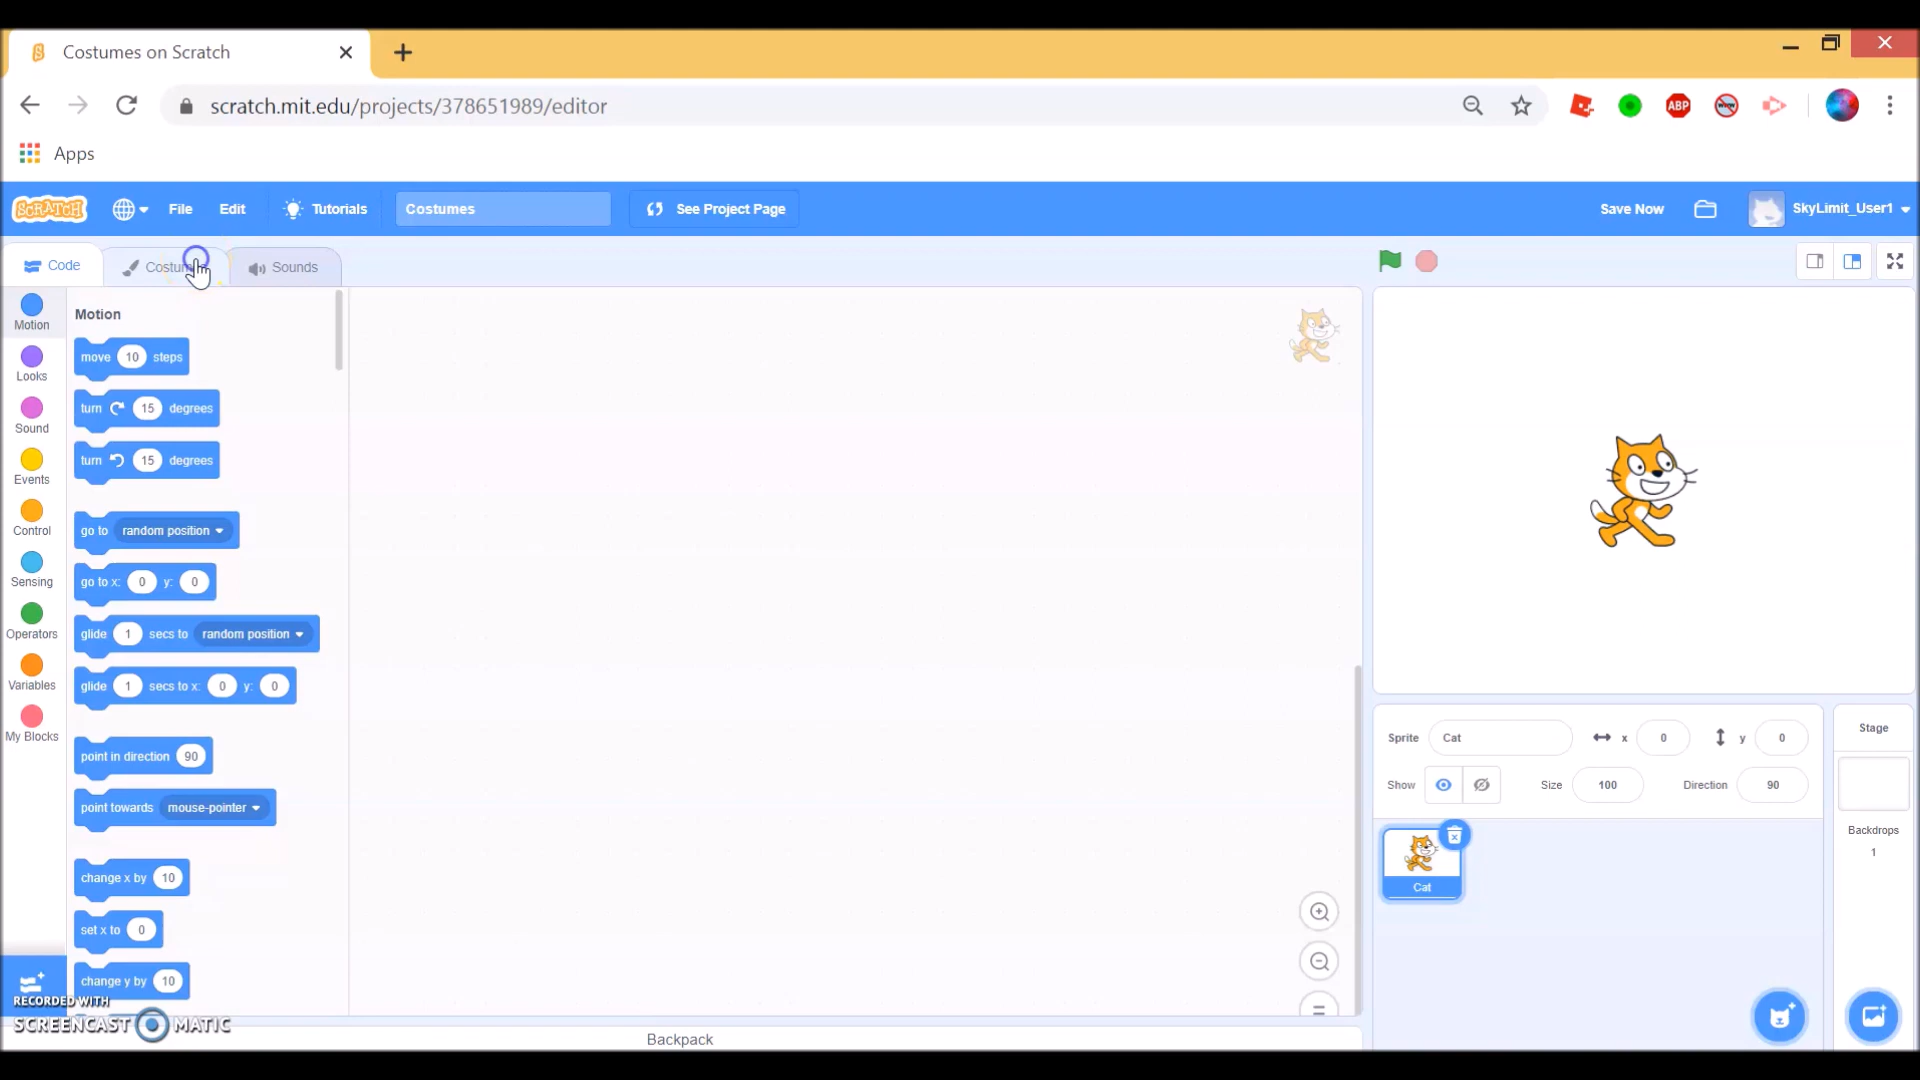 Costumes on Scratch
scratch.mit.edu/projects/378651989/editor
ABP
Apps
SCRATCH
File
Edit
Tutorials
Costumes
See Project Page
Save Now
SkyLimit_User1
Code
Sounds
Motion
Looks
Sound
Events
Control
Sensing
Operators
Variables
My Blocks
Motion
move 10 steps
turn 15 degrees
turn 15 degrees
go to random position
go to x: 0 y: 0
glide 1 secs to random position
glide 1 secs to x: 0 y: 0
point in direction 90
point towards mouse-pointer
change x by 10
set x to 0
change y by 10
Backpack
Sprite Cat x 0 y 0
Show Size 100 Direction 90
Cat
Stage
Backdrops
1
RECORDED WITH
SCREENCAST MATIC